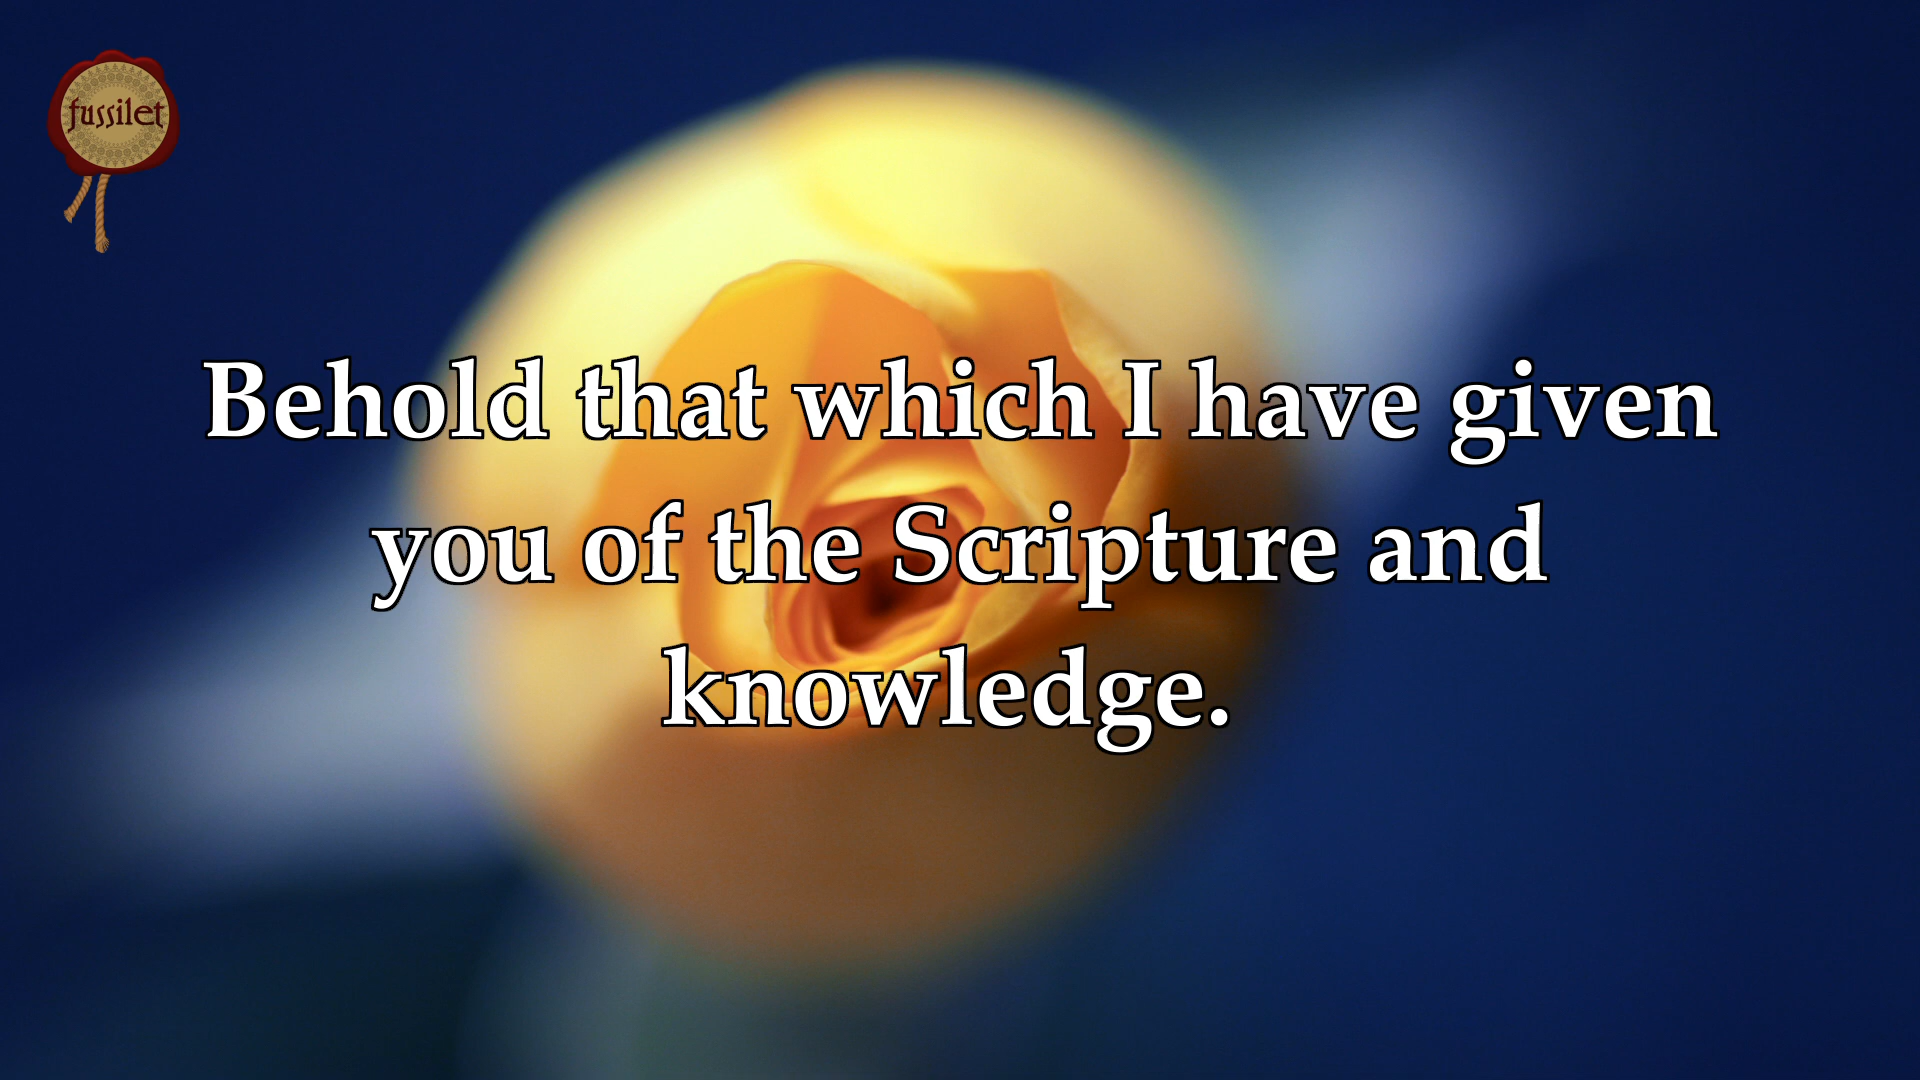 fussilet
Behold that which I have given
you of the Scripture and
knowledge.